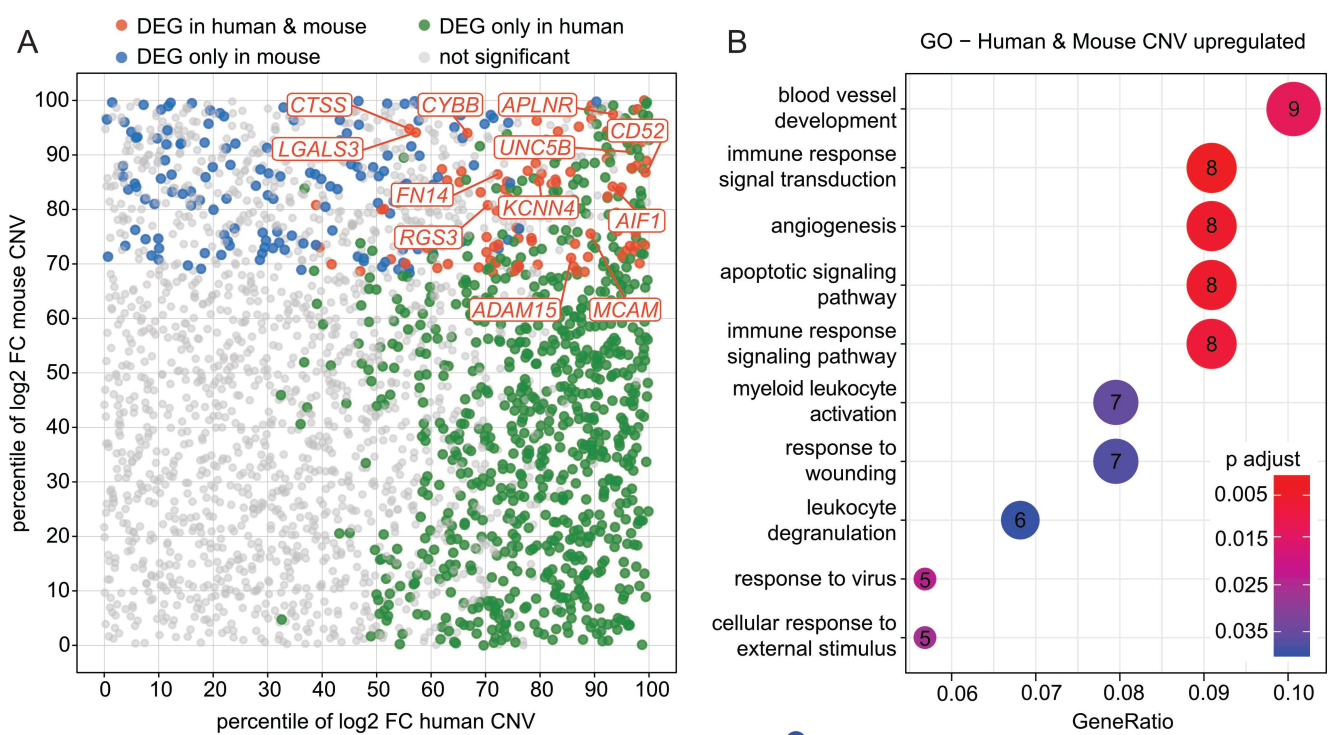 A
DEG in human & mouse
DEG only in human
DEG only in mouse
not significant
percentile of log2 FC mouse CNV
100
90
80
70
60
50
40
30
20
10
0
CTSS
CYBB
APLNR
CD52
LGALS3
UNC5B
FN14
KCNN4
AIF1
RGS3
ADAM15
MCAM
0 10 20 30 40 50 60 70 80 90 100
percentile of log2 FC human CNV
B
GO – Human & Mouse CNV upregulated
blood vessel
development
9
immune response
signal transduction
8
angiogenesis
8
apoptotic signaling
pathway
8
immune response
signaling pathway
8
myeloid leukocyte
activation
7
response to
wounding
7
leukocyte
degranulation
6
response to virus
5
cellular response to
external stimulus
5
p adjust
0.005
0.015
0.025
0.035
0.06 0.07 0.08 0.09 0.10
GeneRatio